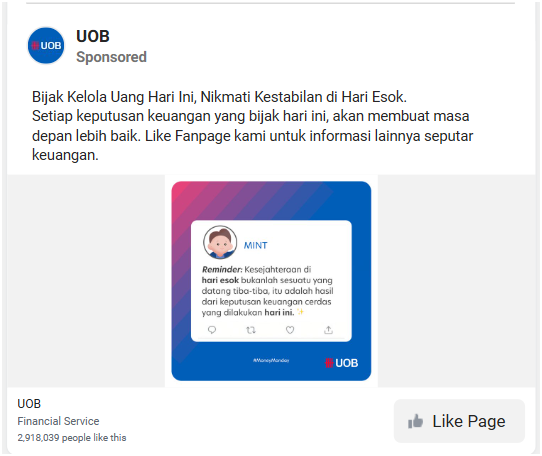 UOB
UOB
Sponsored
Bijak Kelola Uang Hari Ini, Nikmati Kestabilan di Hari Esok.
Setiap keputusan keuangan yang bijak hari ini, akan membuat masa
depan lebih baik. Like Fanpage kami untuk informasi lainnya seputar
keuangan.
MINT
Reminder: Kesejahteraan di
hari esok bukanlah sesuatu yang
datang tiba-tiba, itu adalah hasil
dari keputusan keuangan cerdas
yang dilakukan hari ini. ✨
#MoneyMonday
UOB
UOB
Financial Service
2,918,039 people like this
Like Page